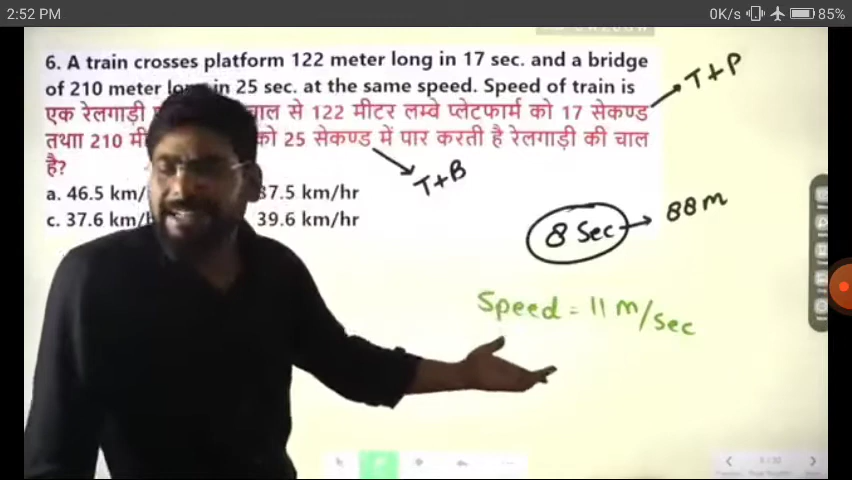 2:52 PM
0K/s 85%
6. A train crosses platform 122 meter long in 17 sec. and a bridge
of 210 meter long in 25 sec. at the same speed. Speed of train is
एक रेलगाड़ी चाल से 122 मीटर लम्बे प्लेटफार्म को 17 सेकण्ड
तथाा 210 को 25 सेकण्ड में पार करती है रेलगाड़ी की चाल
है?
a. 46.5 km/ 37.5 km/hr
c. 37.6 km/h 39.6 km/hr
T+P
T+B
8 Sec → 88m
Speed = 11 m/sec